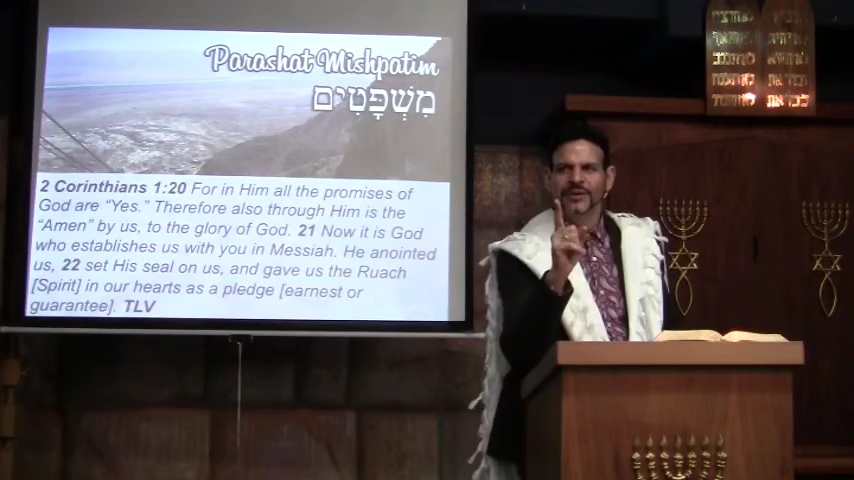 Parashat Mishpatim
מִשְׁפָּטִים
2 Corinthians 1:20 For in Him all the promises of
God are “Yes.” Therefore also through Him is the
“Amen” by us, to the glory of God. 21 Now it is God
who establishes us with you in Messiah. He anointed
us, 22 set His seal on us, and gave us the Ruach
[Spirit] in our hearts as a pledge [earnest or
guarantee]. TLV